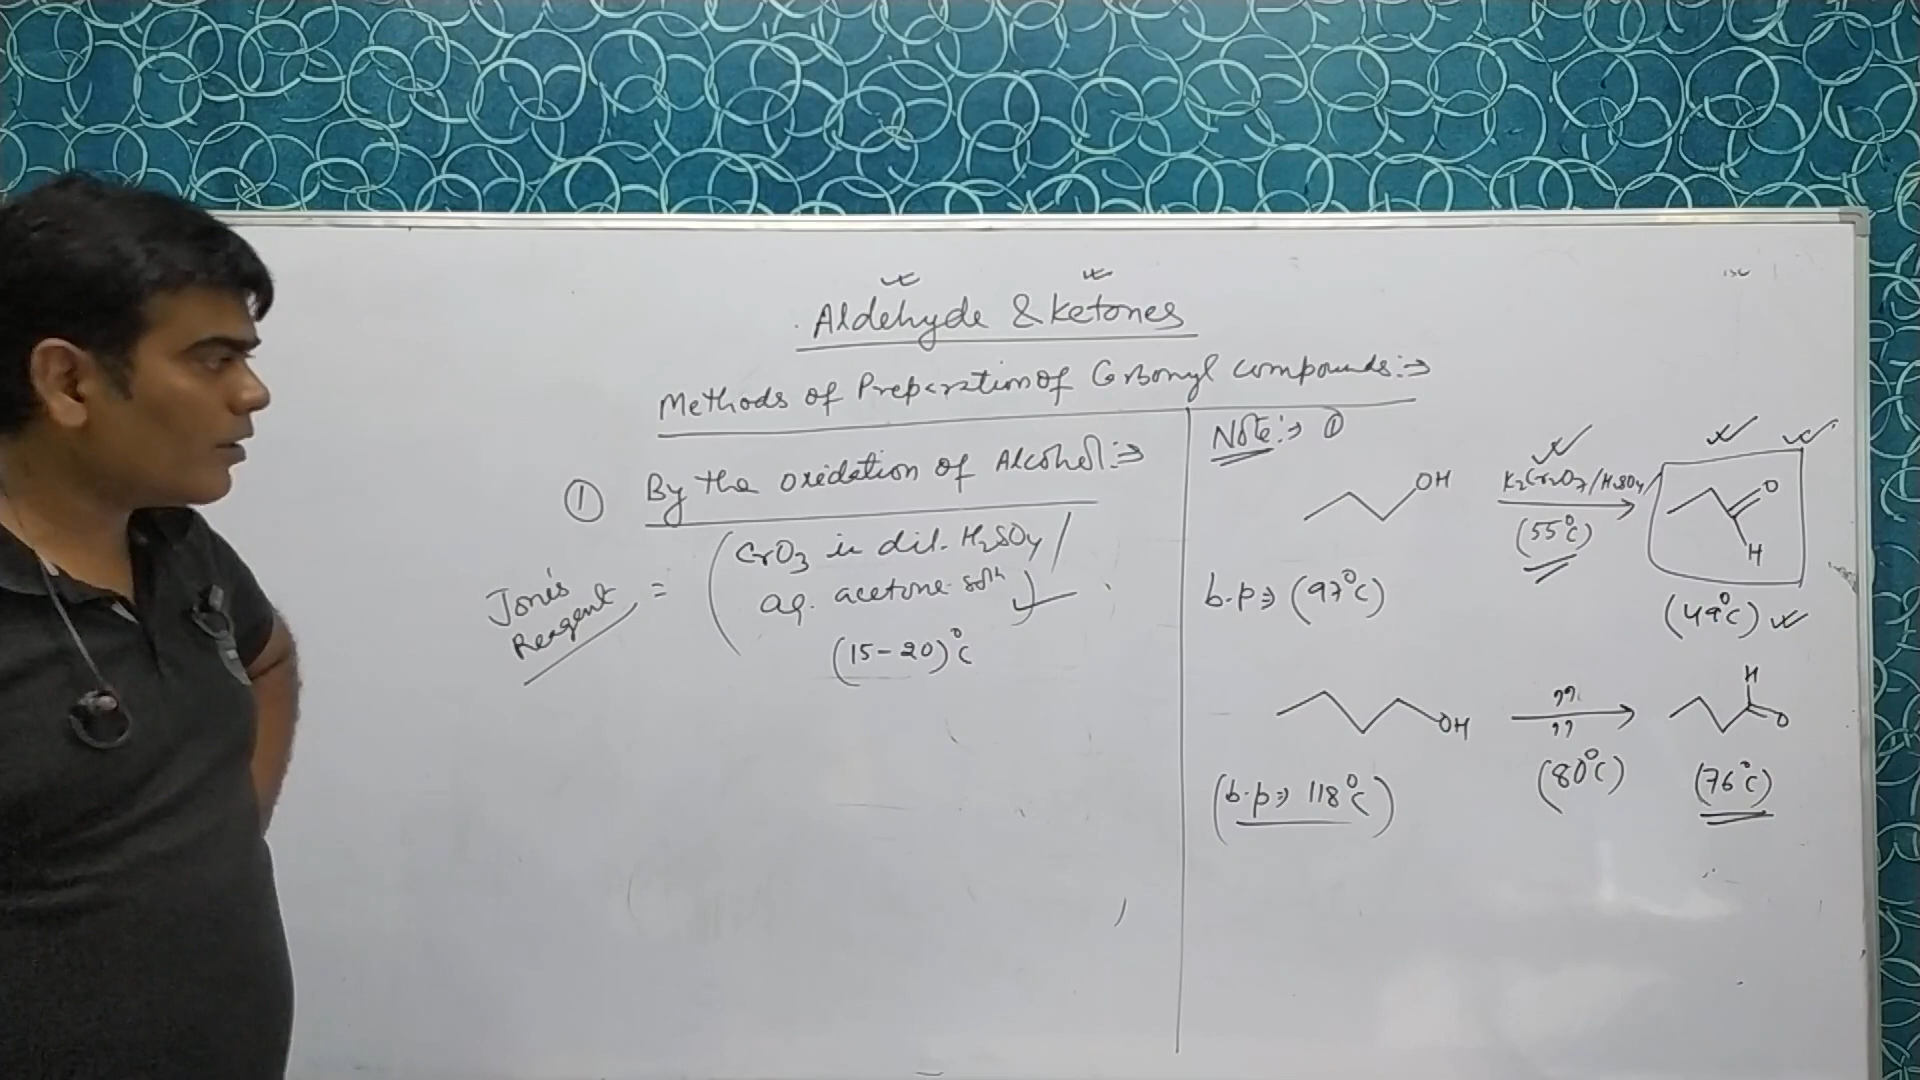 Aldehyde & Ketones
Methods of Preparation of Carbonyl compounds:⇒
① By the oxidation of Alcohol:⇒
Jone's
Reagent = (CrO3 in dil. H2SO4/
aq. acetone soln)
(15-20)°C
Note:⇒ ①
OH K2Cr2O7/H2SO4 O
(55°C) H
b.p⇒ (97°C) (49°C)
OH ,,. H
,, O
(80°C)
(b.p⇒ 118°C) (76°C)